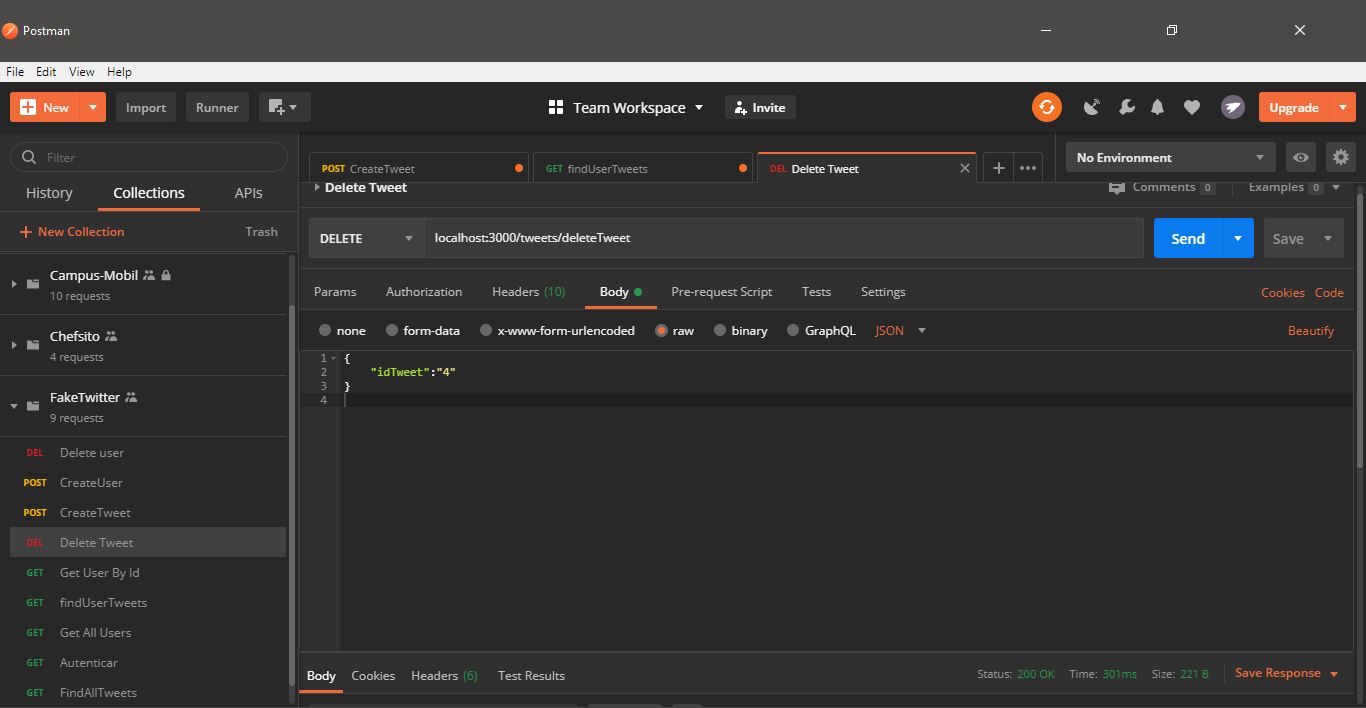 Postman
File Edit View Help
New Import Runner Team Workspace Invite Upgrade
Filter
History Collections APIs
New Collection Trash
Campus-Mobil
10 requests
Chefsito
4 requests
FakeTwitter
9 requests
DEL Delete user
POST CreateUser
POST CreateTweet
DEL Delete Tweet
GET Get User By Id
GET findUserTweets
GET Get All Users
GET Autenticar
GET FindAllTweets
POST CreateTweet GET findUserTweets DEL Delete Tweet No Environment
Delete Tweet Comments 0 Examples 0
DELETE localhost:3000/tweets/deleteTweet Send Save
Params Authorization Headers (10) Body Pre-request Script Tests Settings Cookies Code
none form-data x-www-form-urlencoded raw binary GraphQL JSON Beautify
1 {
2 "idTweet":"4"
3 }
4
Body Cookies Headers (6) Test Results Status: 200 OK Time: 301ms Size: 221 B Save Response